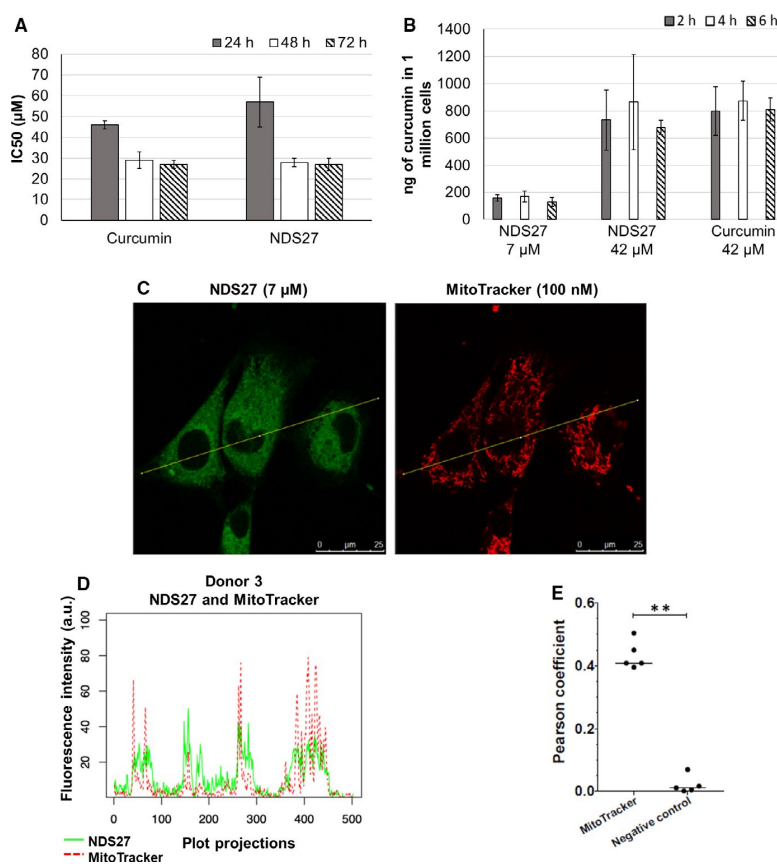 A
24 h 48 h 72 h
80
70
60
50
40
30
20
10
0
IC50 (µM)
Curcumin NDS27
B
2 h 4 h 6 h
1400
1200
1000
800
600
400
200
0
ng of curcumin in 1
million cells
NDS27 NDS27 Curcumin
7 µM 42 µM 42 µM
C
NDS27 (7 µM) MitoTracker (100 nM)
0 µm 25 0 µm 25
D
Donor 3
NDS27 and MitoTracker
Fluorescence intensity (a.u.)
100
80
60
40
20
0 100 200 300 400 500
Plot projections
NDS27
MitoTracker
E
**
0.6
0.4
0.2
0.0
Pearson coefficient
MitoTracker
Negative control